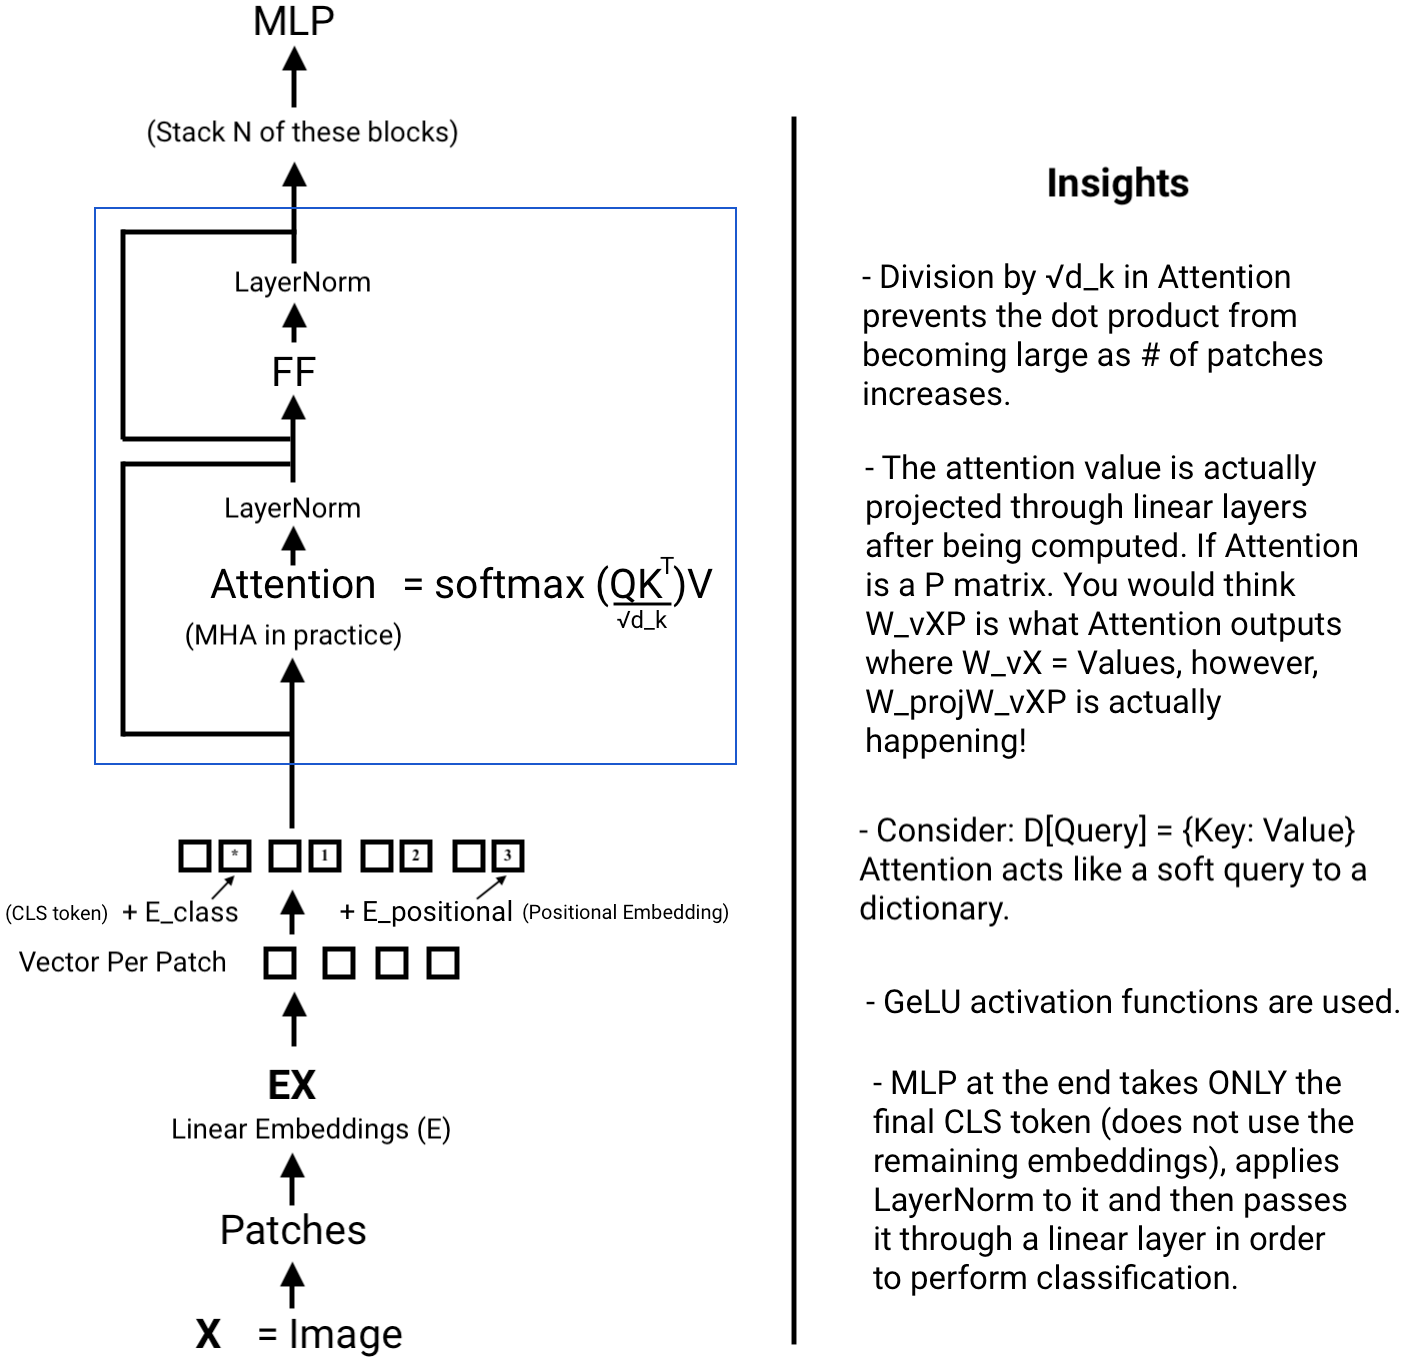 MLP
(Stack N of these blocks)
LayerNorm
FF
LayerNorm
Attention = softmax (QK^T)V
√d_k
(MHA in practice)
* 1 2 3
(CLS token) + E_class + E_positional (Positional Embedding)
Vector Per Patch
EX
Linear Embeddings (E)
Patches
X = Image
Insights
- Division by √d_k in Attention
prevents the dot product from
becoming large as # of patches
increases.
- The attention value is actually
projected through linear layers
after being computed. If Attention
is a P matrix. You would think
W_vXP is what Attention outputs
where W_vX = Values, however,
W_projW_vXP is actually
happening!
- Consider: D[Query] = {Key: Value}
Attention acts like a soft query to a
dictionary.
- GeLU activation functions are used.
- MLP at the end takes ONLY the
final CLS token (does not use the
remaining embeddings), applies
LayerNorm to it and then passes
it through a linear layer in order
to perform classification.